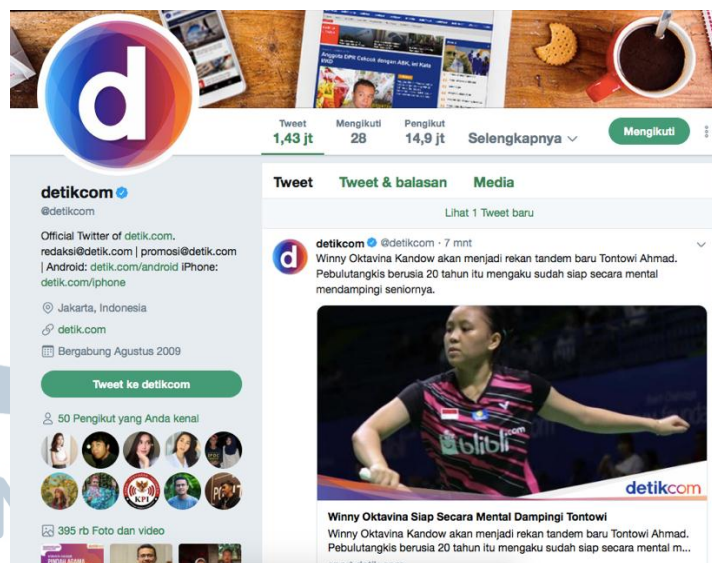 Anggota DPR Cekcok dengan ABK, Ini Kata
MKD
d
Tweet
1,43 jt
Mengikuti
28
Pengikut
14,9 jt
Selengkapnya
Mengikuti
detikcom
@detikcom
Official Twitter of detik.com.
redaksi@detik.com | promosi@detik.com
| Android: detik.com/android iPhone:
detik.com/iphone
Jakarta, Indonesia
detik.com
Bergabung Agustus 2009
Tweet ke detikcom
50 Pengikut yang Anda kenal
KPI
395 rb Foto dan video
PINDAH AGAMA
Tweet
Tweet & balasan
Media
Lihat 1 Tweet baru
d
detikcom @detikcom · 7 mnt
Winny Oktavina Kandow akan menjadi rekan tandem baru Tontowi Ahmad.
Pebulutangkis berusia 20 tahun itu mengaku sudah siap secara mental
mendampingi seniornya.
blibli.com
detikcom
Winny Oktavina Siap Secara Mental Dampingi Tontowi
Winny Oktavina Kandow akan menjadi rekan tandem baru Tontowi Ahmad.
Pebulutangkis berusia 20 tahun itu mengaku sudah siap secara mental m...